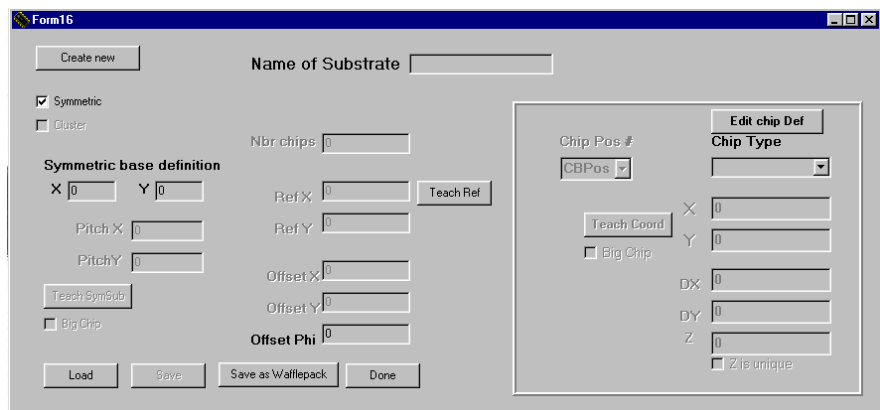 Form16
Create new
Name of Substrate
Symmetric
Cluster
Symmetric base definition
X 0 Y 0
Pitch X 0
PitchY 0
Teach SymSub
Big Chip
Nbr chips 0
Ref X 0 Teach Ref
Ref Y 0
Offset X 0
Offset Y 0
Offset Phi 0
Load Save Save as Wafflepack Done
Edit chip Def
Chip Pos # Chip Type
CBPos
Teach Coord
Big Chip
X 0
Y 0
DX 0
DY 0
Z 0
Z is unique